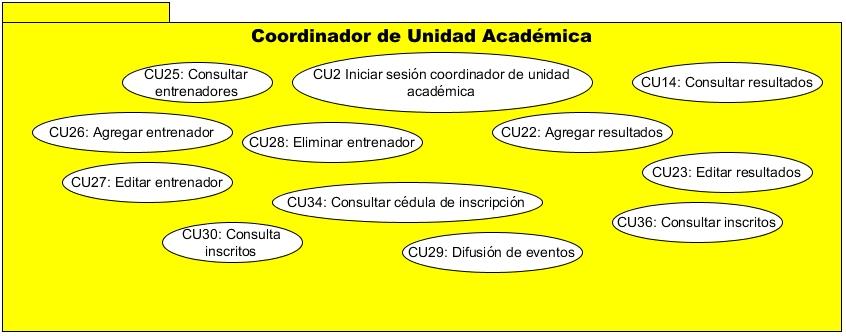 Coordinador de Unidad Académica
CU25: Consultar
entrenadores
CU2 Iniciar sesión coordinador de unidad
académica
CU14: Consultar resultados
CU26: Agregar entrenador
CU28: Eliminar entrenador
CU22: Agregar resultados
CU27: Editar entrenador
CU23: Editar resultados
CU34: Consultar cédula de inscripción
CU36: Consultar inscritos
CU30: Consulta
inscritos
CU29: Difusión de eventos